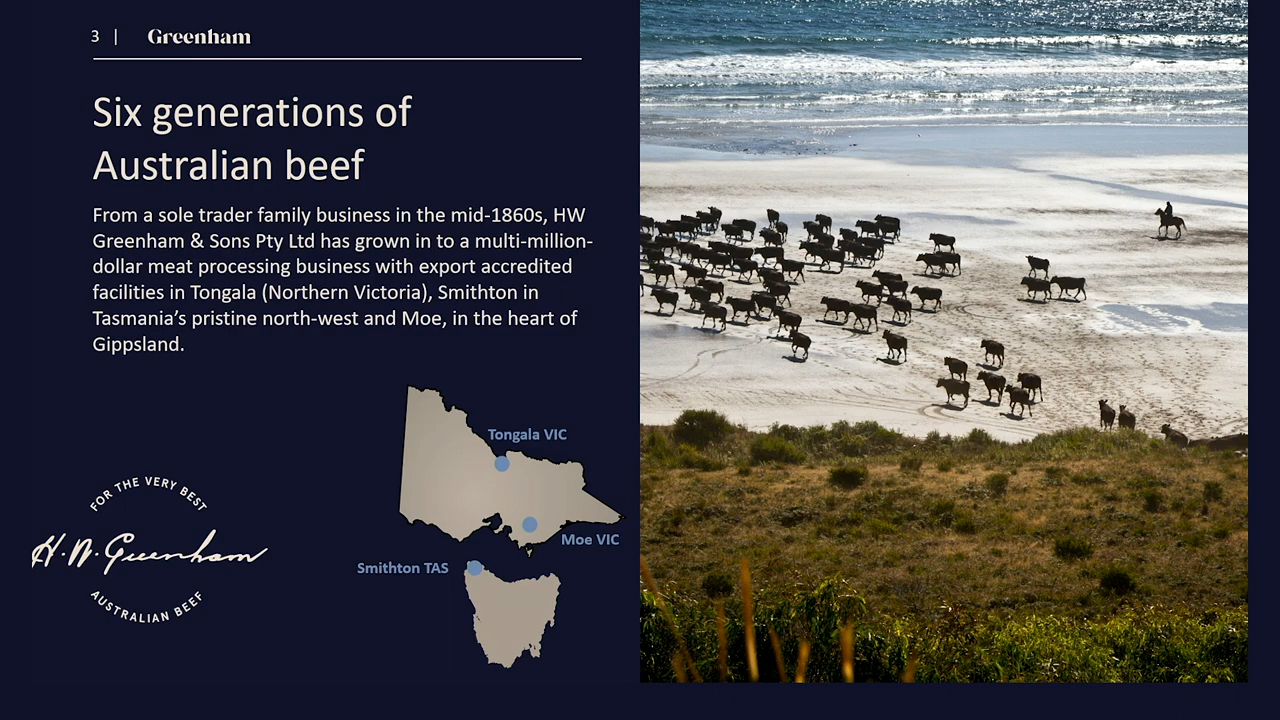 3 | Greenham
Six generations of
Australian beef
From a sole trader family business in the mid-1860s, HW
Greenham & Sons Pty Ltd has grown in to a multi-million-
dollar meat processing business with export accredited
facilities in Tongala (Northern Victoria), Smithton in
Tasmania’s pristine north-west and Moe, in the heart of
Gippsland.
Tongala VIC
Moe VIC
Smithton TAS
FOR THE VERY BEST
H.W. Greenham
AUSTRALIAN BEEF